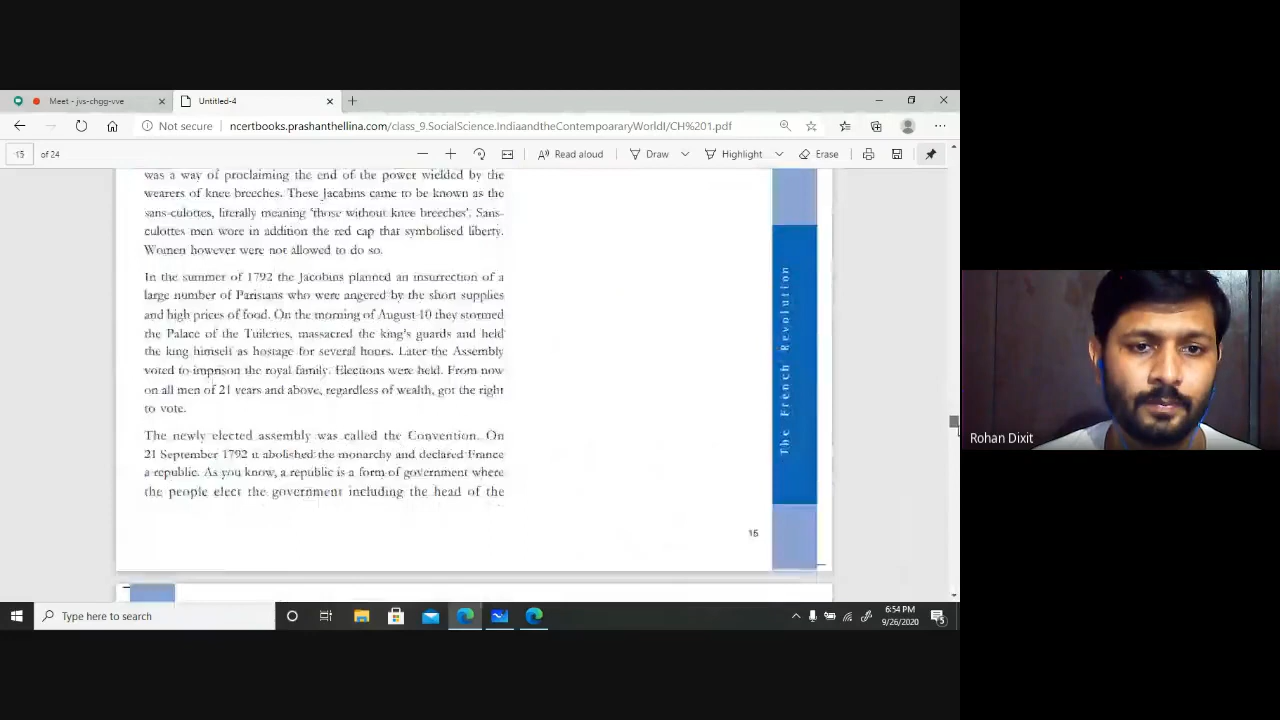 Meet - jvs-chgg-vve
Untitled-4
Not secure
ncertbooks.prashanthellina.com/class_9.SocialScience.IndiaandtheContempoararyWorldI/CH%201.pdf
15 of 24
Read aloud
Draw
Highlight
Erase
was a way of proclaiming the end of the power wielded by the
wearers of knee breeches. These Jacobins came to be known as the
sans-culottes, literally meaning 'those without knee breeches'. Sans-
culottes men wore in addition the red cap that symbolised liberty.
Women however were not allowed to do so.
In the summer of 1792 the Jacobins planned an insurrection of a
large number of Parisans who were angered by the short supplies
and high prices of food. On the morning of August 10 they stormed
the Palace of the Tuileries, massacred the king's guards and held
the king himself as hostage for several hours. Later the Assembly
voted to imprison the royal family. Elections were held. From now
on all men of 21 years and above, regardless of wealth, got the right
to vote.
The newly elected assembly was called the Convention. On
21 September 1792 it abolished the monarchy and declared France
a republic. As you know, a republic is a form of government where
the people elect the government including the head of the
The French Revolution
15
Rohan Dixit
Type here to search
6:54 PM
9/26/2020
5